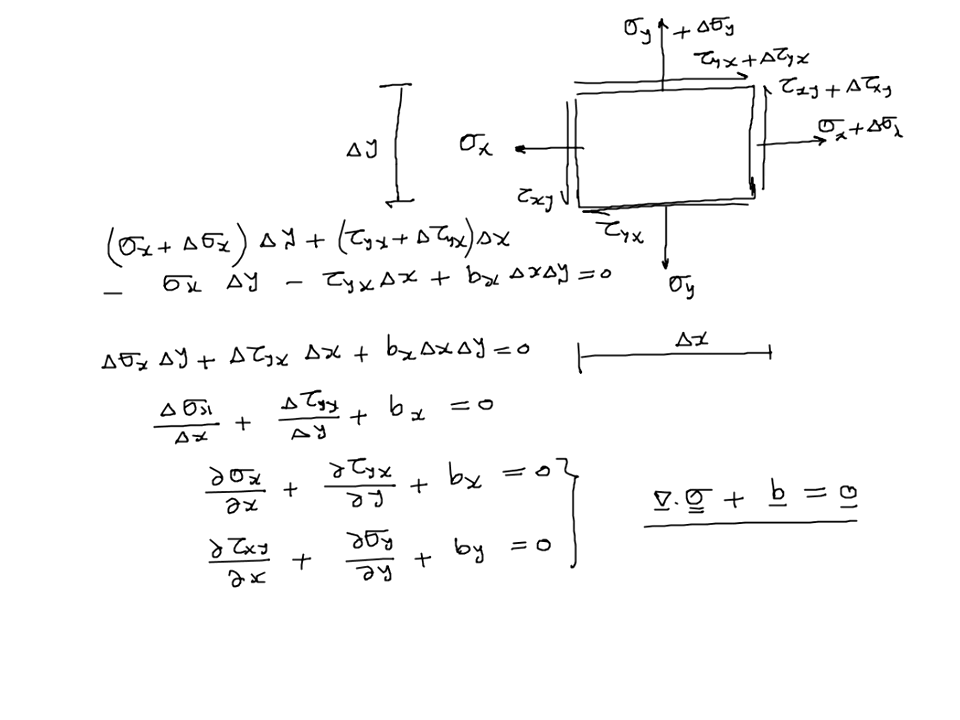 σy + Δσy
τyx + Δτyx
τxy + Δτxy
Δy
σx
σx + Δσx
τxy
τyx
σy
(σx + Δσx) Δy + (τyx + Δτyx) Δx
− σx Δy − τyx Δx + bx Δx Δy = 0
Δx
Δσx Δy + Δτyx Δx + bx Δx Δy = 0
Δσx/Δx + Δτyx/Δy + bx = 0
∂σx/∂x + ∂τyx/∂y + bx = 0
∇ · σ + b = 0
∂τxy/∂x + ∂σy/∂y + by = 0